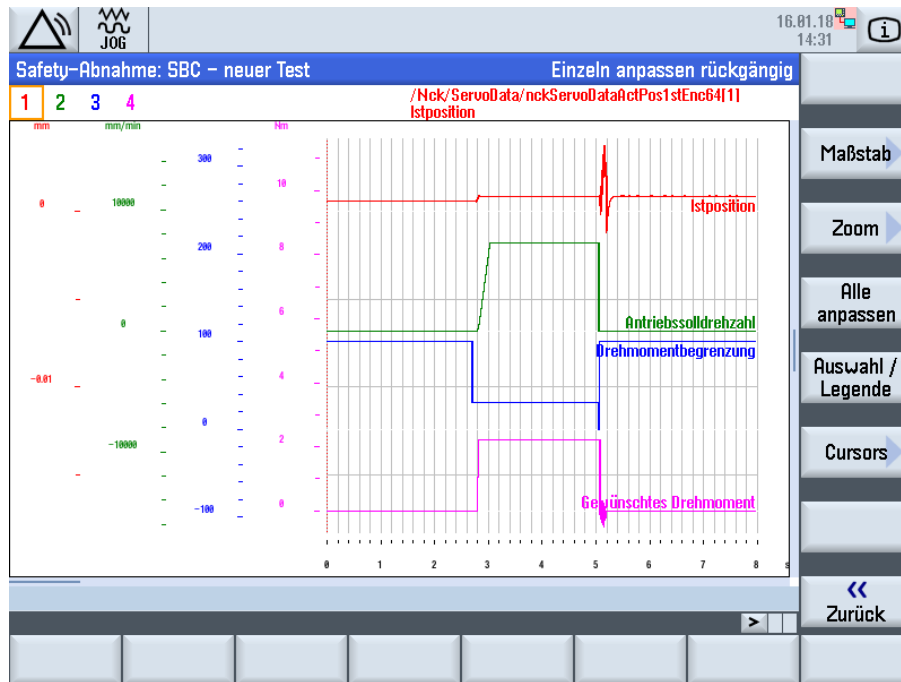 JOG
16.01.18
14:31
Safety-Abnahme: SBC - neuer Test
Einzeln anpassen rückgängig
1 2 3 4
/Nck/ServoData/nckServoDataActPos1stEnc64[1]
Istposition
mm mm/min Nm
300
10
0
10000
Istposition
200
8
6
0
Antriebssolldrehzahl
100
Drehmomentbegrenzung
4
-0.01
0
2
-10000
0
-100
Gewünschtes Drehmoment
0 1 2 3 4 5 6 7 8 s
Maßstab
Zoom
Alle
anpassen
Auswahl /
Legende
Cursors
<<
Zurück
>